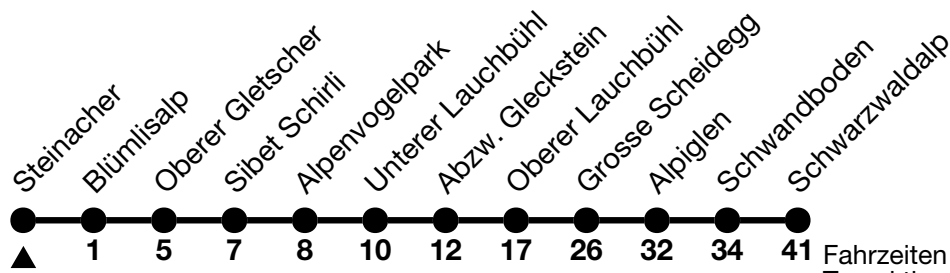 Steinacher
Blümlisalp
Oberer Gletscher
Sibet Schirli
Alpenvogelpark
Unterer Lauchbühl
Abzw. Gleckstein
Oberer Lauchbühl
Grosse Scheidegg
Alpiglen
Schwandboden
Schwarzwaldalp
1 5 7 8 10 12 17 26 32 34 41 Fahrzeiten